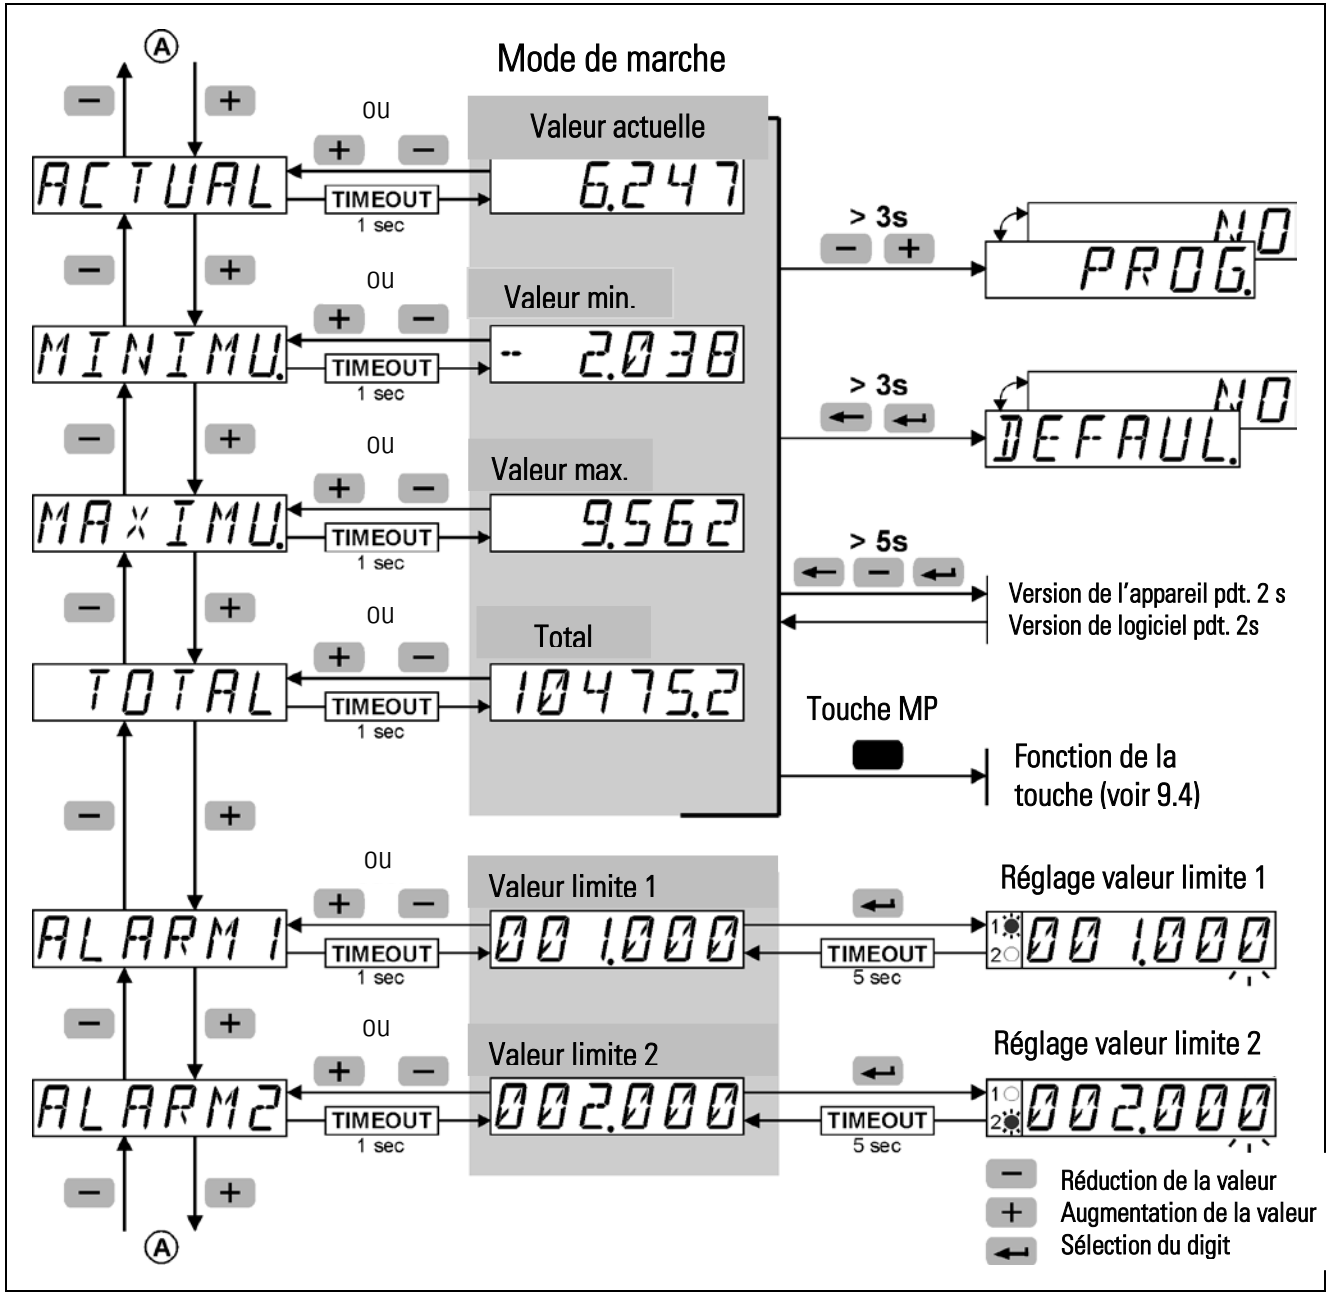 A
Mode de marche
ou
Valeur actuelle
ACTUAL
TIMEOUT
1 sec
6.247
> 3s
NO
PROG.
ou
Valeur min.
MINIMU.
TIMEOUT
1 sec
- 2.038
> 3s
NO
DEFAUL.
ou
Valeur max.
MAXIMU.
TIMEOUT
1 sec
9.562
> 5s
Version de l'appareil pdt. 2 s
Version de logiciel pdt. 2s
ou
Total
TOTAL
TIMEOUT
1 sec
10475.2
Touche MP
Fonction de la
touche (voir 9.4)
ou
Valeur limite 1
Réglage valeur limite 1
ALARM1
TIMEOUT
1 sec
001.000
TIMEOUT
5 sec
1
2
001.000
ou
Valeur limite 2
Réglage valeur limite 2
ALARM2
TIMEOUT
1 sec
002.000
TIMEOUT
5 sec
1
2
002.000
- Réduction de la valeur
+ Augmentation de la valeur
Sélection du digit
A